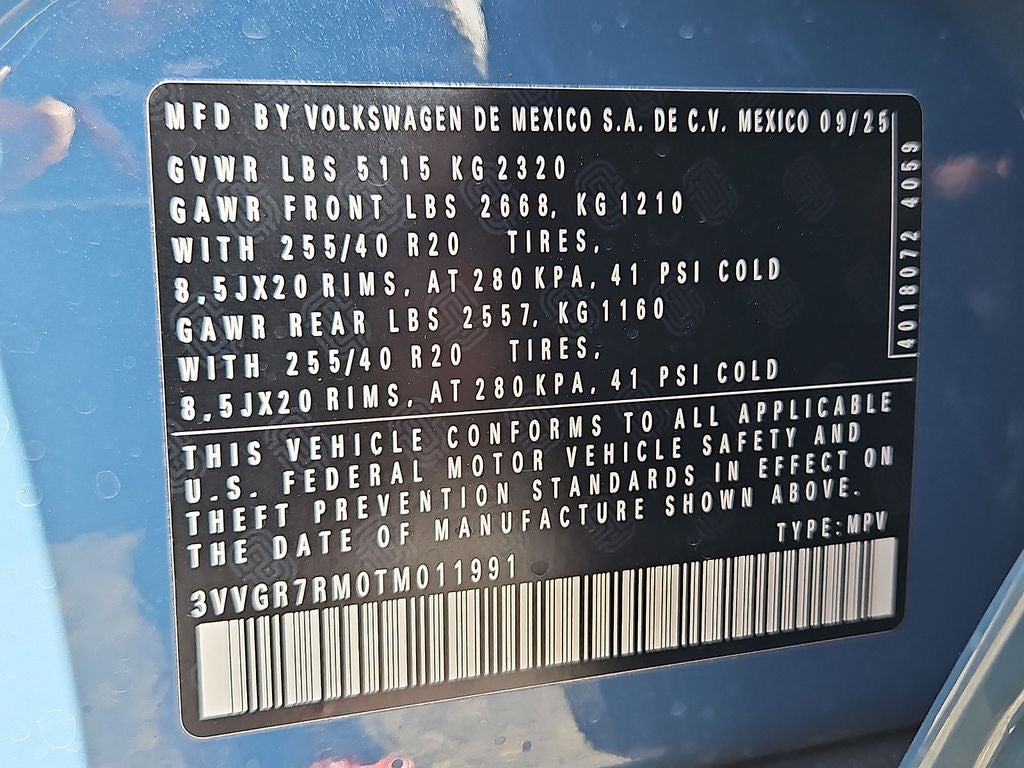 MFD BY VOLKSWAGEN DE MEXICO S.A. DE C.V. MEXICO 09/25
GVWR LBS 5115 KG 2320
GAWR FRONT LBS 2668, KG 1210
WITH 255/40 R20 TIRES,
8,5JX20 RIMS, AT 280 KPA, 41 PSI COLD
GAWR REAR LBS 2557, KG 1160
WITH 255/40 R20 TIRES,
8,5JX20 RIMS, AT 280 KPA, 41 PSI COLD
4018072 4059
THIS VEHICLE CONFORMS TO ALL APPLICABLE
U.S. FEDERAL MOTOR VEHICLE SAFETY AND
THEFT PREVENTION STANDARDS IN EFFECT ON
THE DATE OF MANUFACTURE SHOWN ABOVE.
TYPE:MPV
3VVGR7RM0TM011991